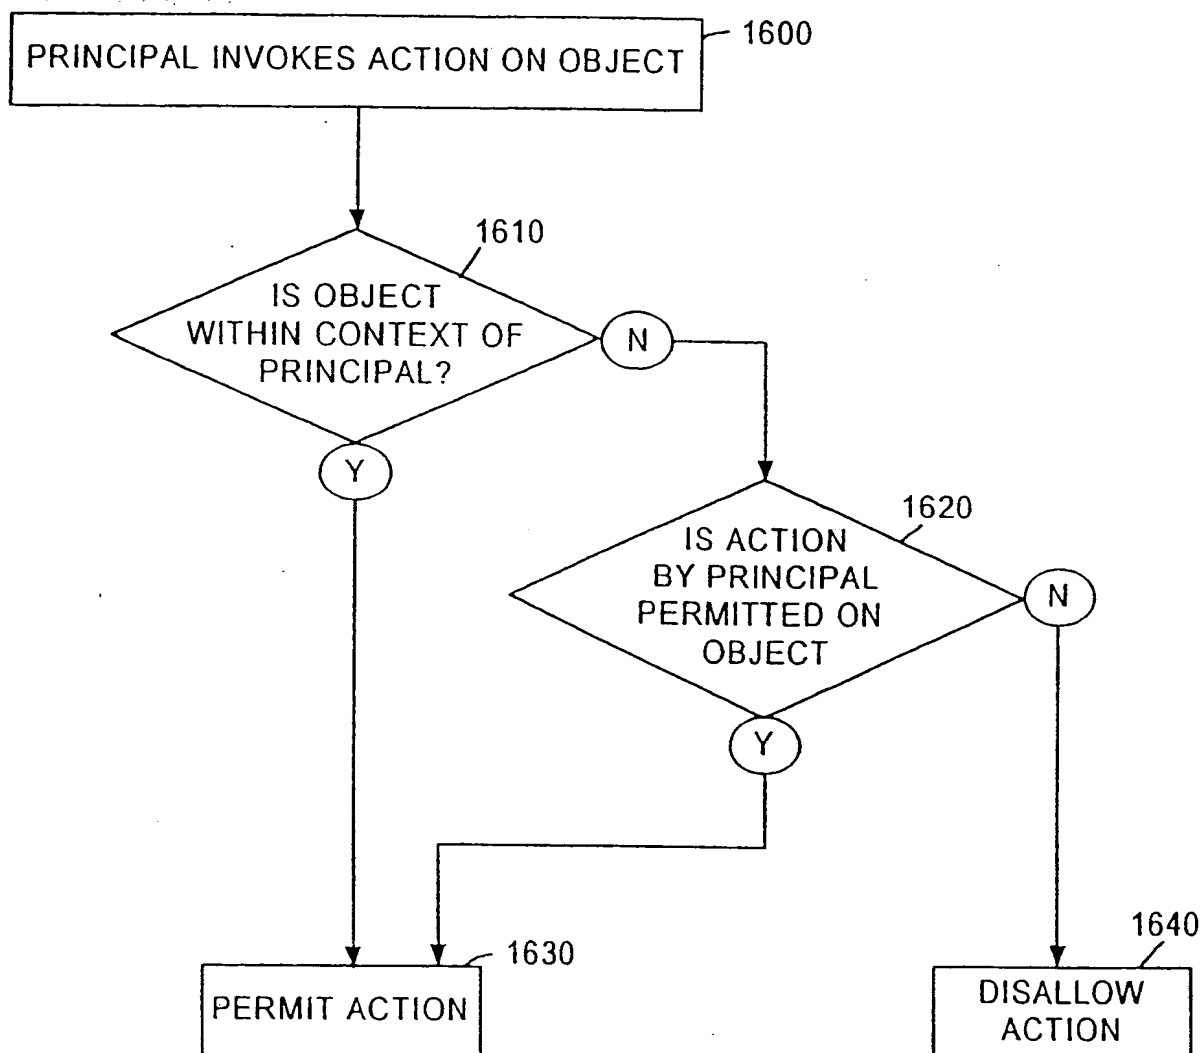 1600
PRINCIPAL INVOKES ACTION ON OBJECT
1610
IS OBJECT
WITHIN CONTEXT OF
PRINCIPAL?
N
Y
1620
IS ACTION
BY PRINCIPAL
PERMITTED ON
OBJECT
N
Y
1630
PERMIT ACTION
1640
DISALLOW
ACTION